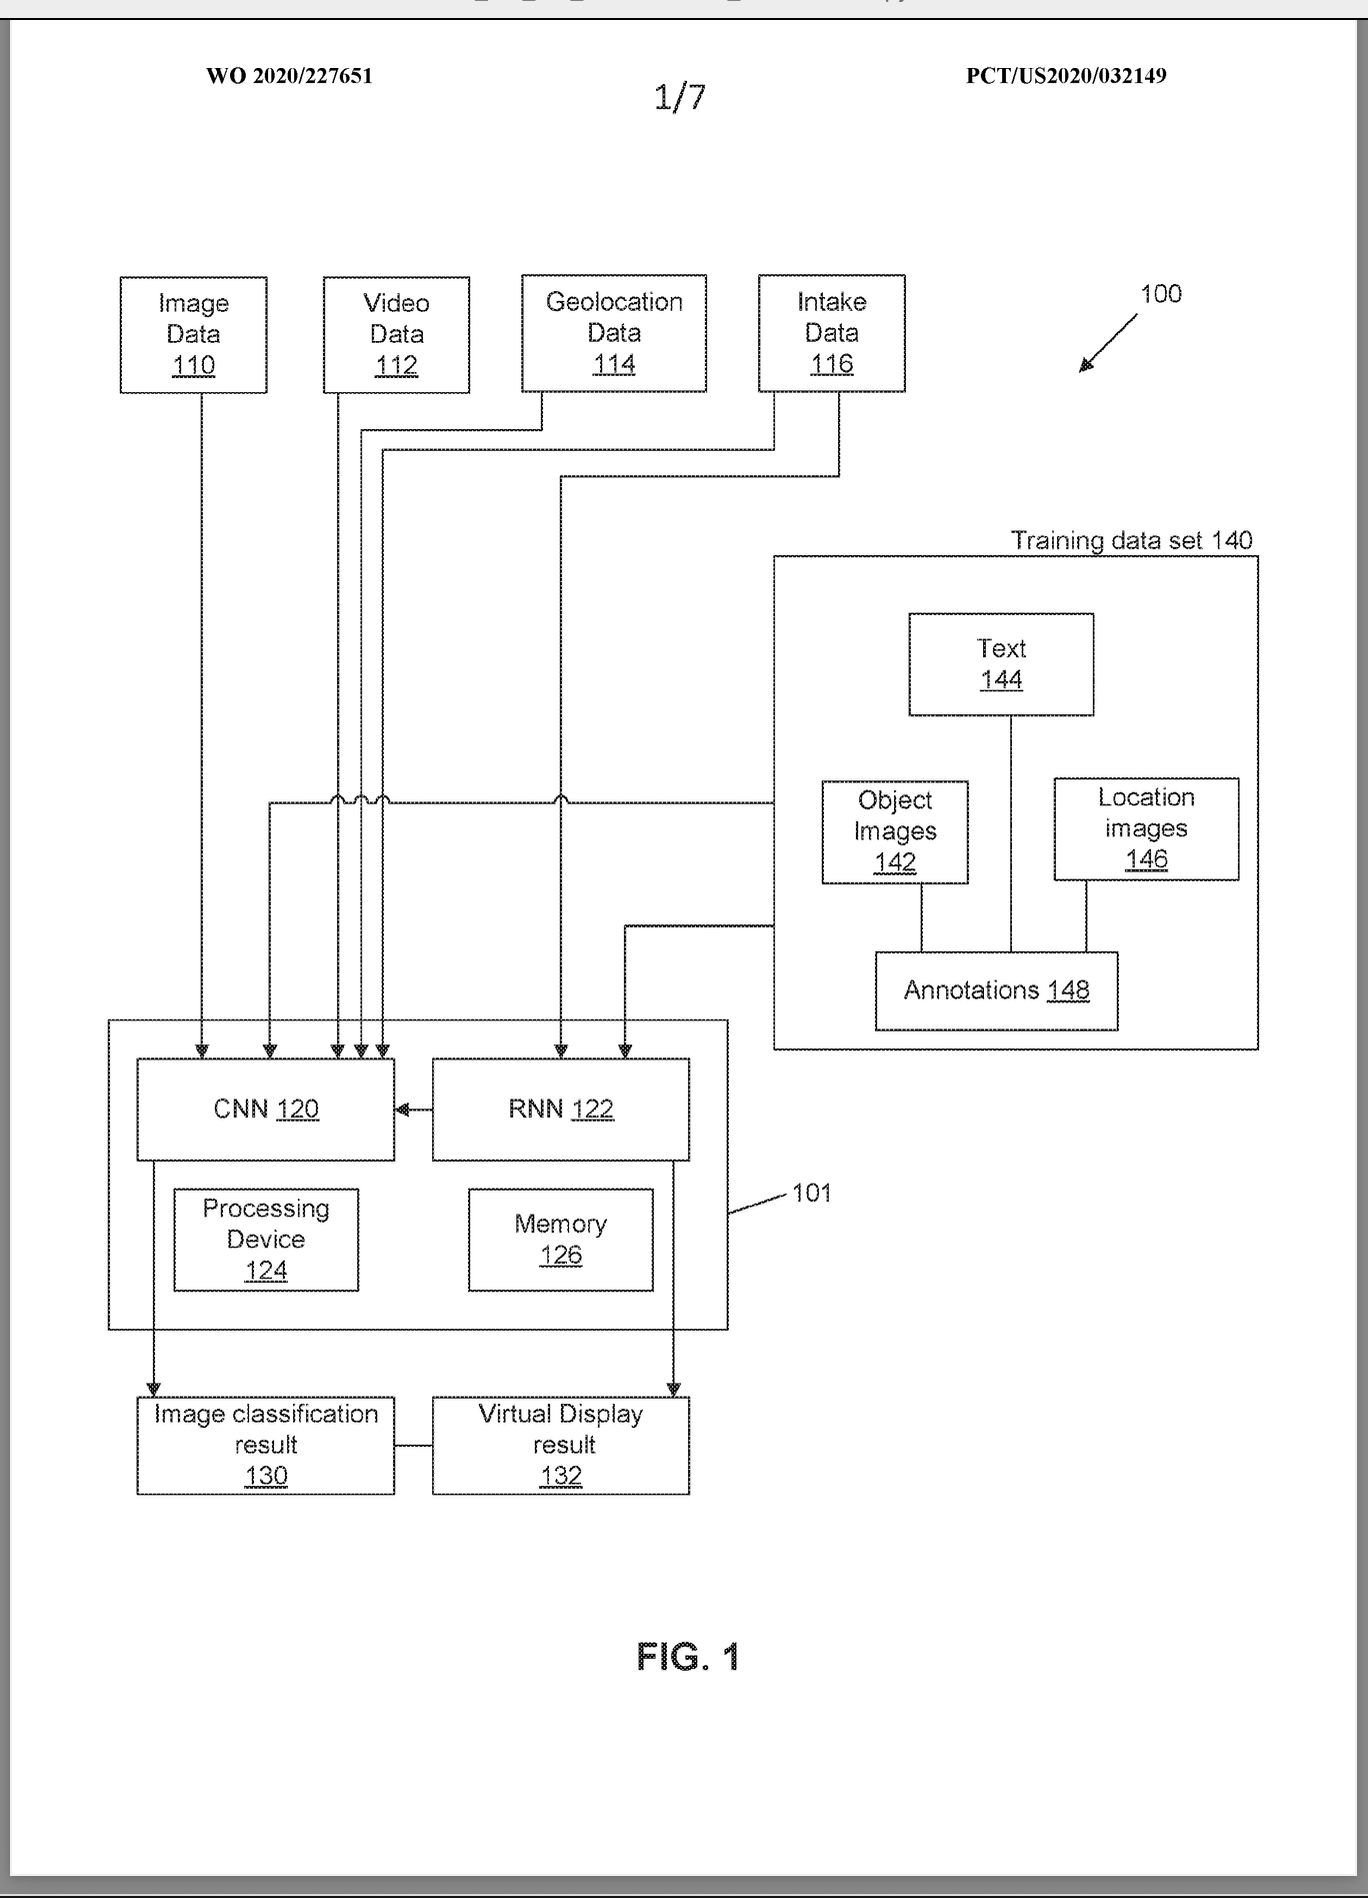 WO 2020/227651
PCT/US2020/032149
1/7
Image
Data
110
Video
Data
112
Geolocation
Data
114
Intake
Data
116
100
Training data set 140
Text
144
Object
Images
142
Location
images
146
Annotations 148
CNN 120
RNN 122
Processing
Device
124
Memory
126
101
Image classification
result
130
Virtual Display
result
132
FIG. 1